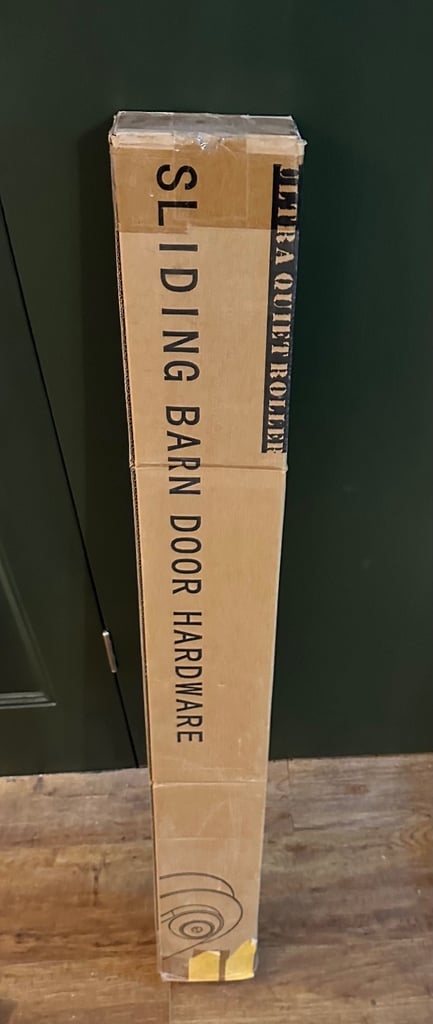 ULTRA QUIET ROLLER
SLIDING BARN DOOR HARDWARE